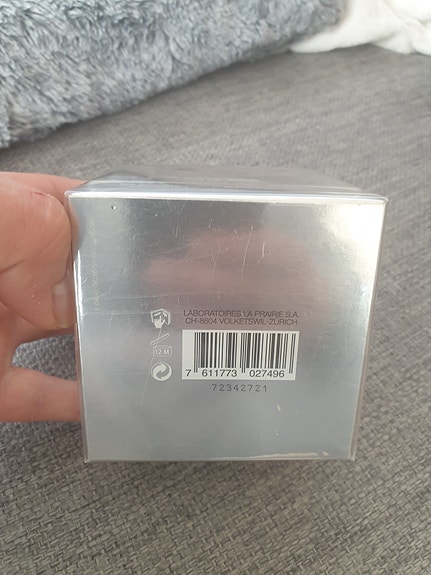 LABORATOIRES LA PRAIRIE S.A.
CH-8604 VOLKETSWIL-ZURICH
12 M
7 611773 027496
72342721